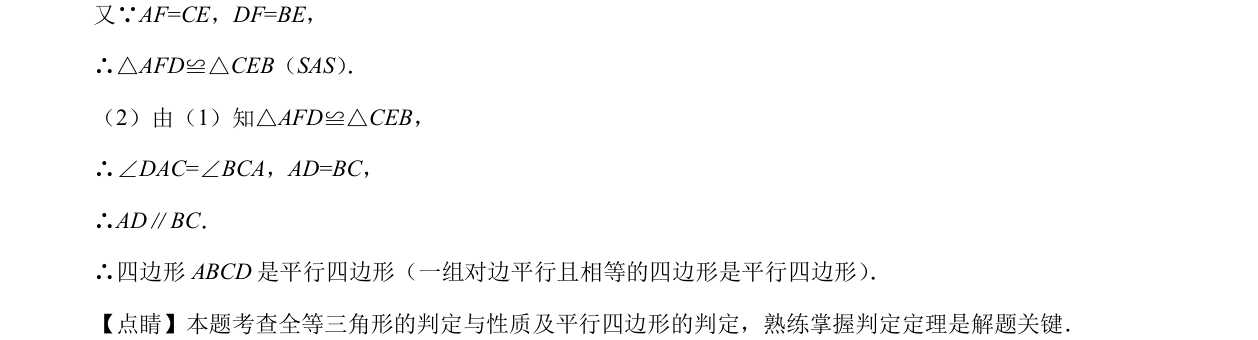 又∵AF=CE，DF=BE，
∴△AFD≌△CEB（SAS）．
（2）由（1）知△AFD≌△CEB，
∴∠DAC=∠BCA，AD=BC，
∴AD∥BC．
∴四边形 ABCD 是平行四边形（一组对边平行且相等的四边形是平行四边形）．
【点睛】本题考查全等三角形的判定与性质及平行四边形的判定，熟练掌握判定定理是解题关键．